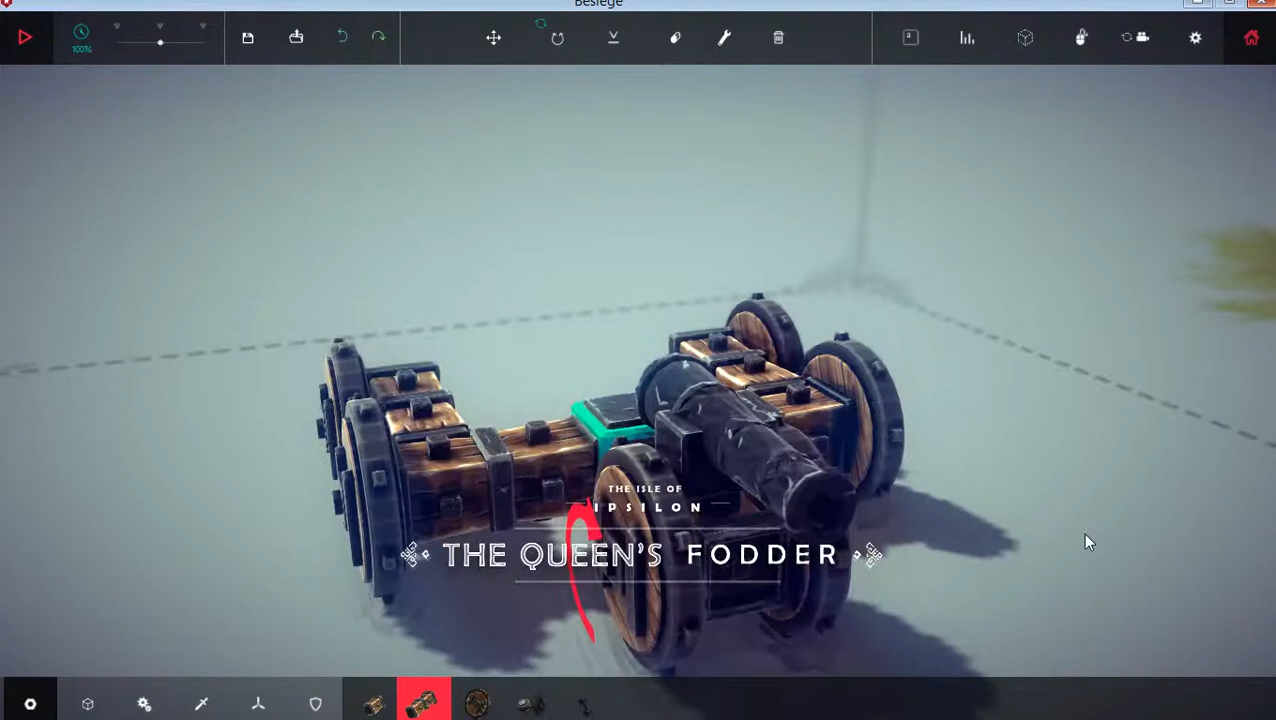 Besiege
100%
THE ISLE OF
IPSILON
THE QUEEN'S FODDER